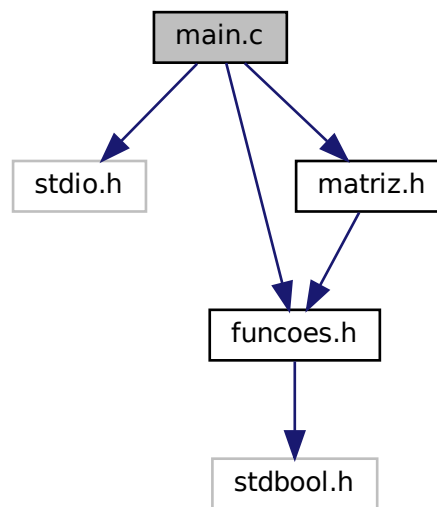 main.c
stdio.h
matriz.h
funcoes.h
stdbool.h